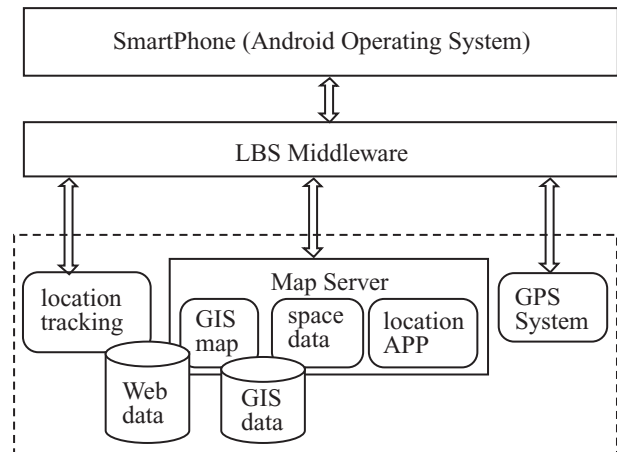 SmartPhone (Android Operating System)
LBS Middleware
location
tracking
Map Server
GIS
map
space
data
location
APP
GPS
System
Web
data
GIS
data